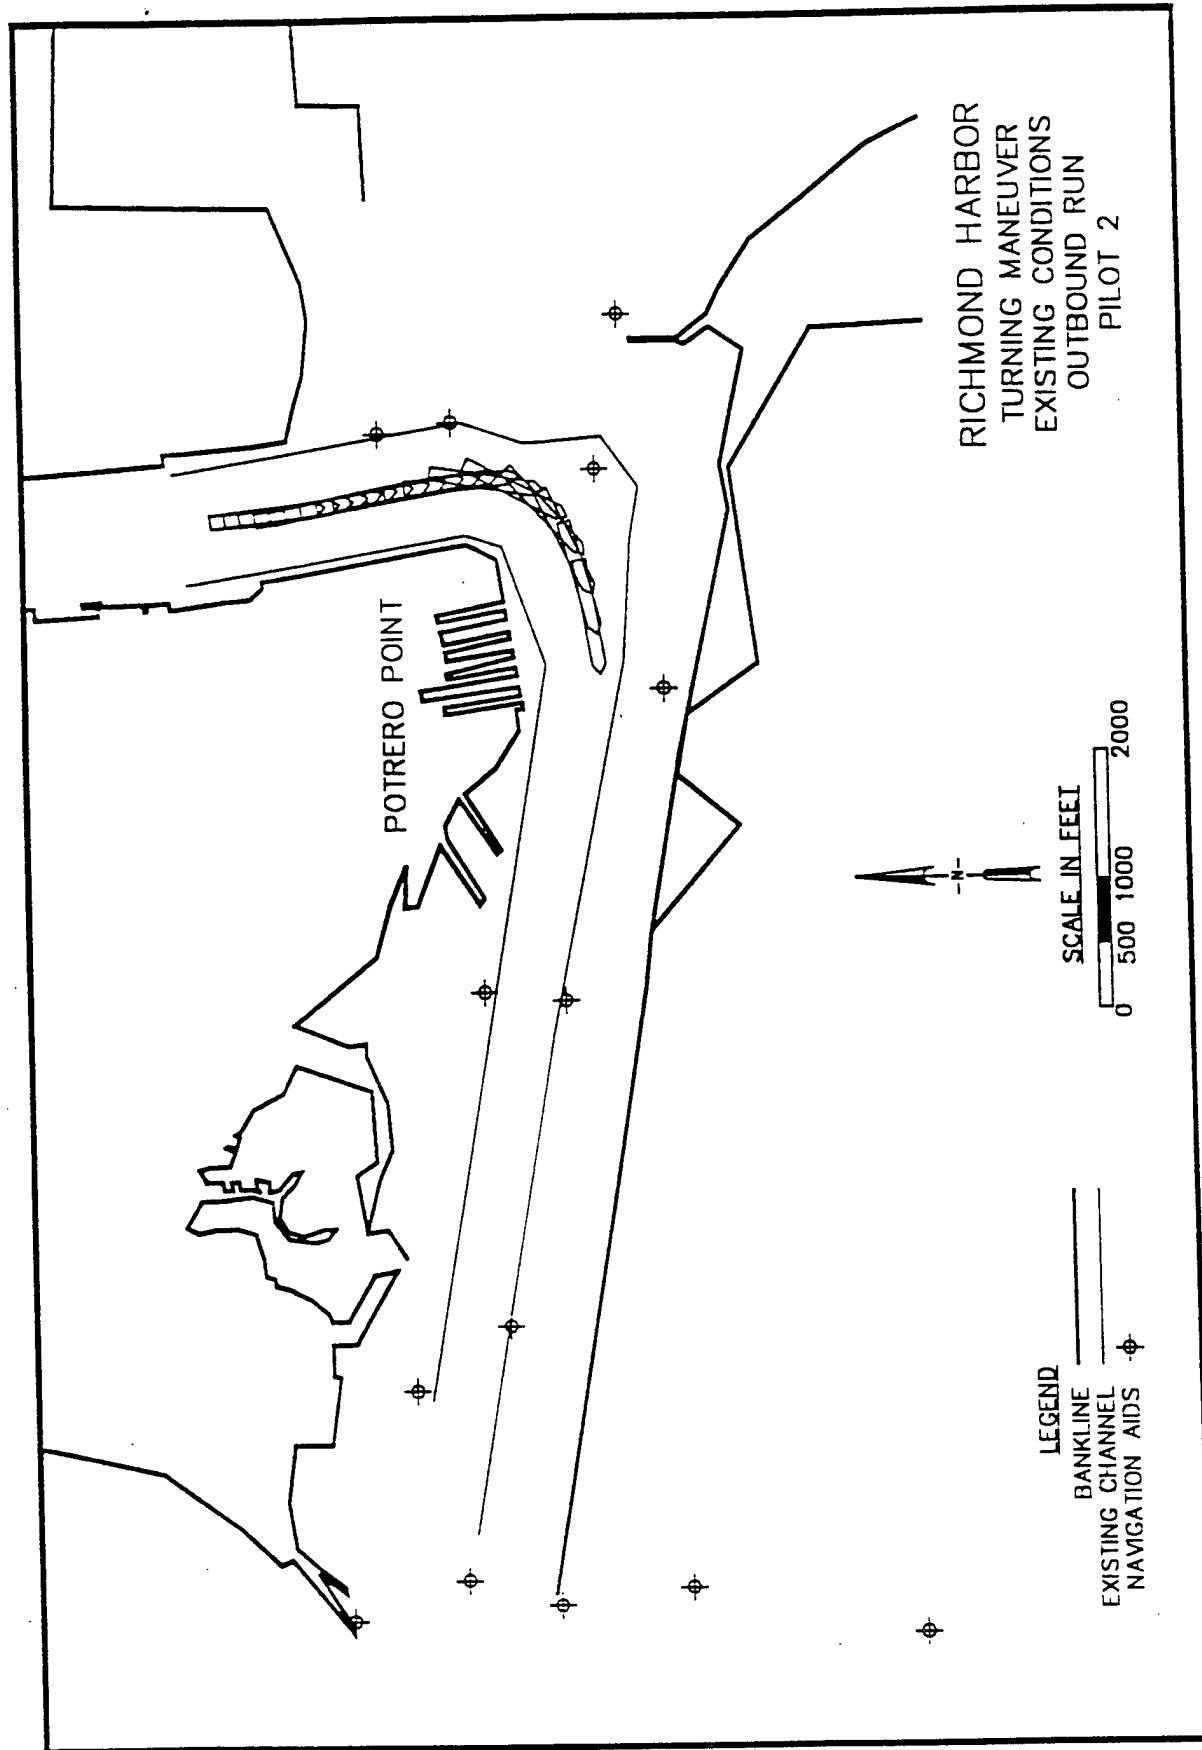 POTRERO POINT
RICHMOND HARBOR
TURNING MANEUVER
EXISTING CONDITIONS
OUTBOUND RUN
PILOT 2
-N-
SCALE IN FEET
0 500 1000 2000
LEGEND
BANKLINE
EXISTING CHANNEL
NAVIGATION AIDS